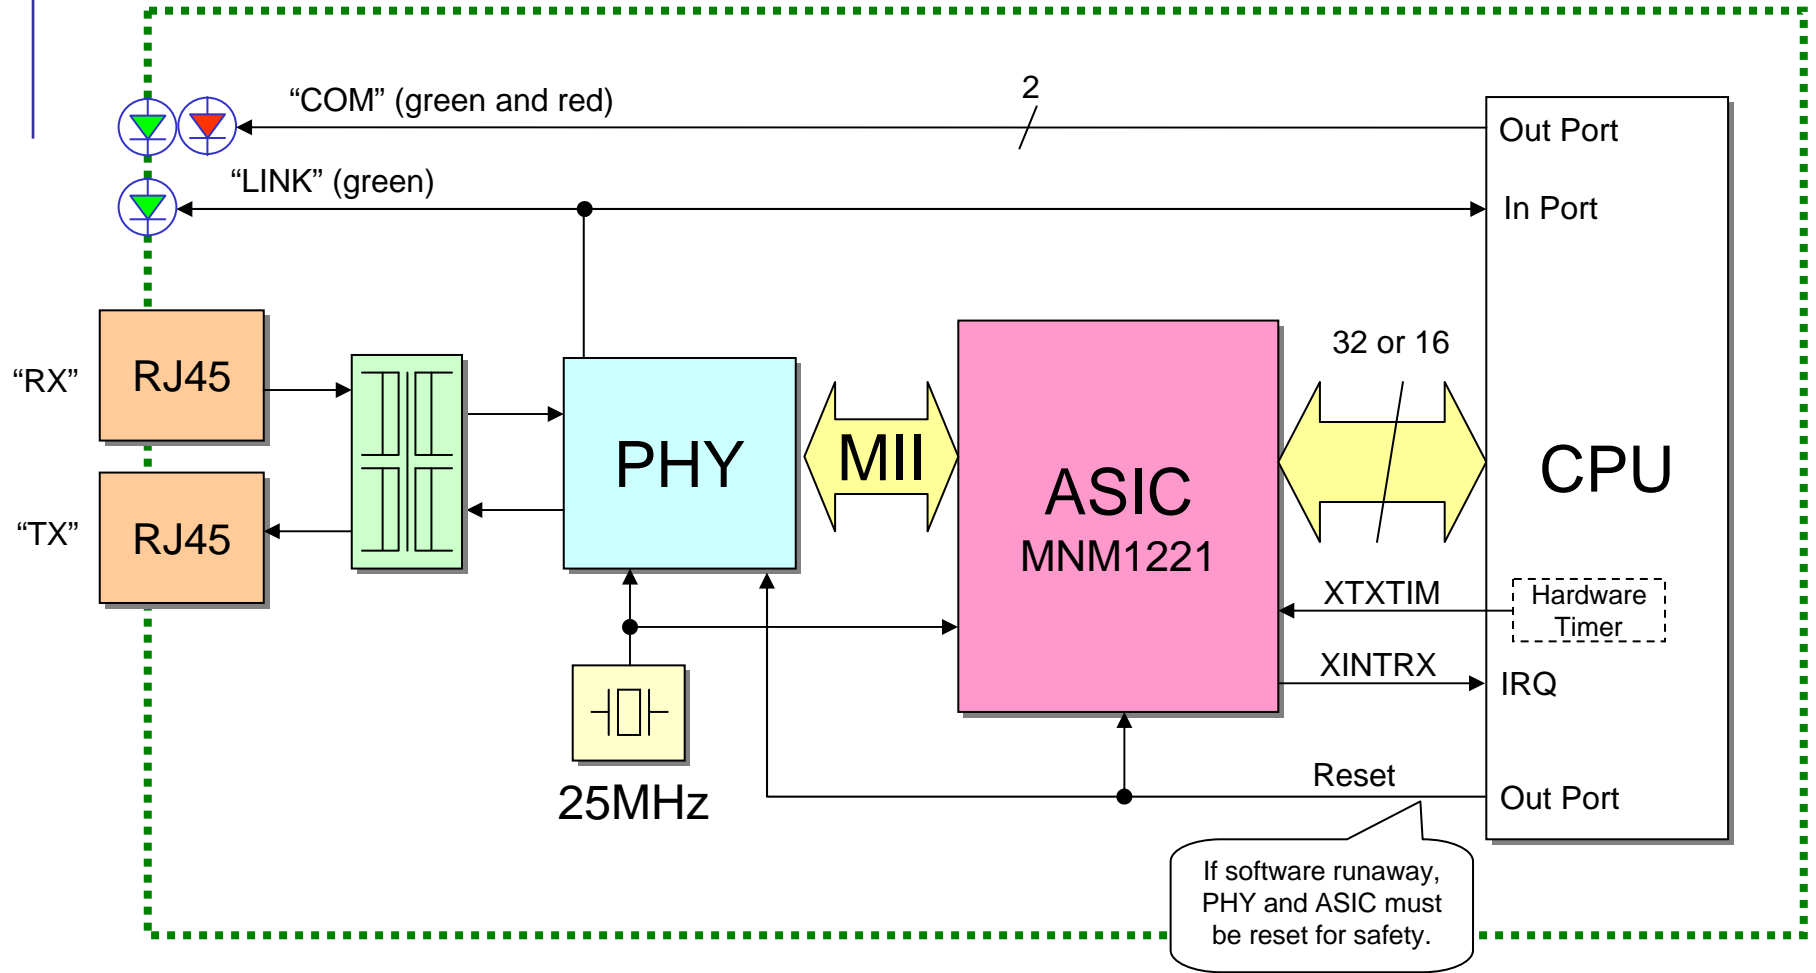 “COM” (green and red)
2
Out Port
“LINK” (green)
In Port
“RX”
RJ45
32 or 16
PHY
MII
ASIC
MNM1221
CPU
“TX”
RJ45
XTXTIM
Hardware
Timer
XINTRX
IRQ
25MHz
Reset
Out Port
If software runaway,
PHY and ASIC must
be reset for safety.